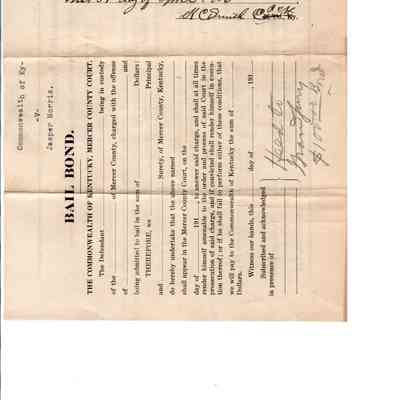 Commonwealth of Ky-
-V-
Jasper Norris.
BAIL BOND.
THE COMMONWEALTH OF KENTUCKY, MERCER COUNTY COURT.
The Defendant being in custody
of the of Mercer County, charged with the offense
of and
being admitted to bail in the sum of Dollars:
THEREFORE, we Principal
and Surety, of Mercer County, Kentucky,
do hereby undertake that the above named
shall appear in the Mercer County Court, on the
day of 191 , to answer said charge, and shall at all times
render himself amenable to the order and process of said Court in the
prosecution of said charge, and if convicted shall render himself in execu-
tion thereof; or if he shall fail to perform either of these conditions, that
we will pay to the Commonwealth of Kentucky the sum of
Dollars.
Witness our hands, this day of 191
Subscribed and acknowledged
in presence of
Held to
Grand Jury